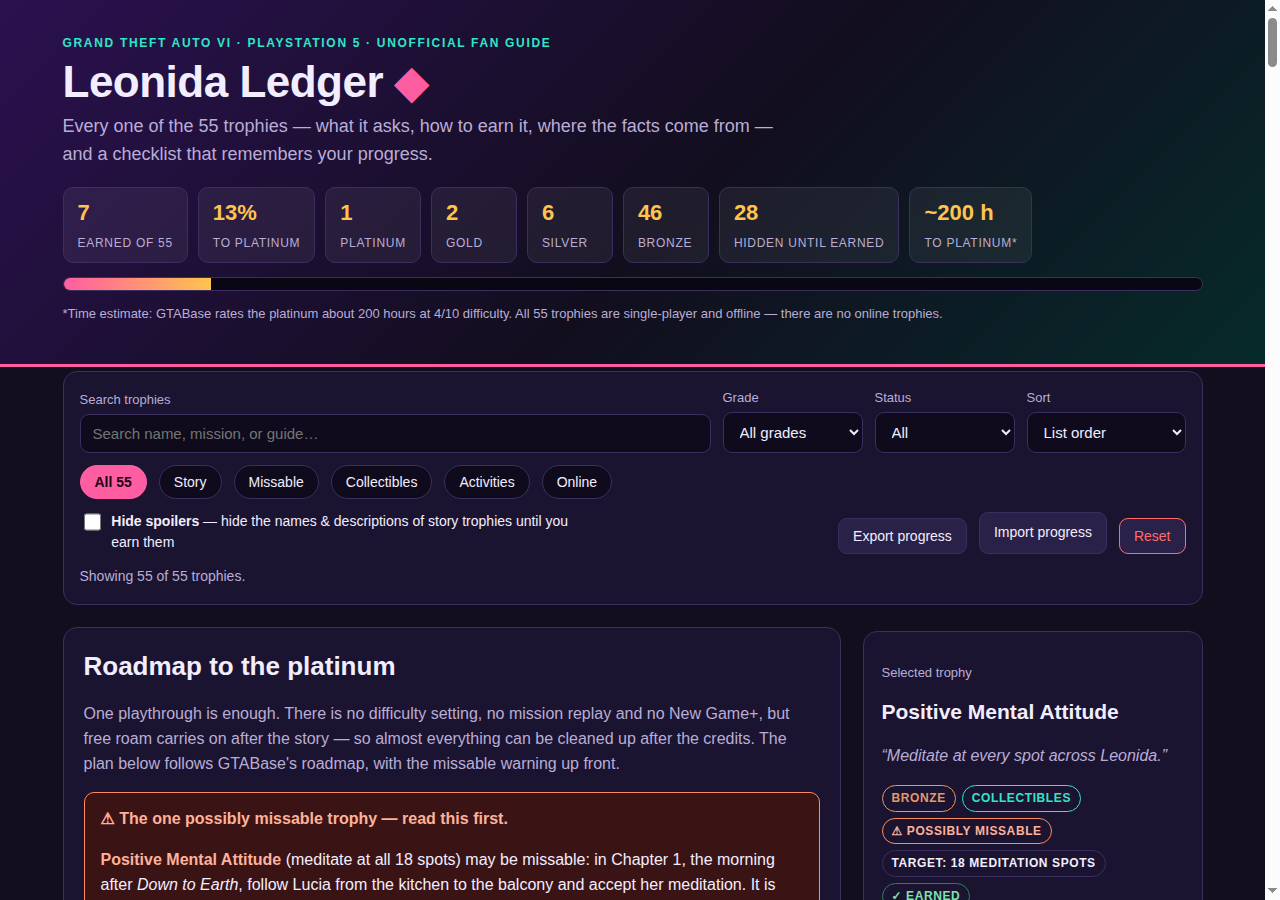 GRAND THEFT AUTO VI · PLAYSTATION 5 · UNOFFICIAL FAN GUIDE
Leonida Ledger ◆
Every one of the 55 trophies — what it asks, how to earn it, where the facts come from —
and a checklist that remembers your progress.
7
EARNED OF 55
13%
TO PLATINUM
1
PLATINUM
2
GOLD
6
SILVER
46
BRONZE
28
HIDDEN UNTIL EARNED
~200 h
TO PLATINUM*
*Time estimate: GTABase rates the platinum about 200 hours at 4/10 difficulty. All 55 trophies are single-player and offline — there are no online trophies.
Search trophies
Search name, mission, or guide…
Grade
All grades
Status
All
Sort
List order
All 55
Story
Missable
Collectibles
Activities
Online
Hide spoilers — hide the names & descriptions of story trophies until you
earn them
Export progress
Import progress
Reset
Showing 55 of 55 trophies.
Roadmap to the platinum
One playthrough is enough. There is no difficulty setting, no mission replay and no New Game+, but
free roam carries on after the story — so almost everything can be cleaned up after the credits. The
plan below follows GTABase's roadmap, with the missable warning up front.
⚠ The one possibly missable trophy — read this first.
Positive Mental Attitude (meditate at all 18 spots) may be missable: in Chapter 1, the morning
after Down to Earth, follow Lucia from the kitchen to the balcony and accept her meditation. It is
Selected trophy
Positive Mental Attitude
“Meditate at every spot across Leonida.”
BRONZE
COLLECTIBLES
⚠ POSSIBLY MISSABLE
TARGET: 18 MEDITATION SPOTS
✓ EARNED